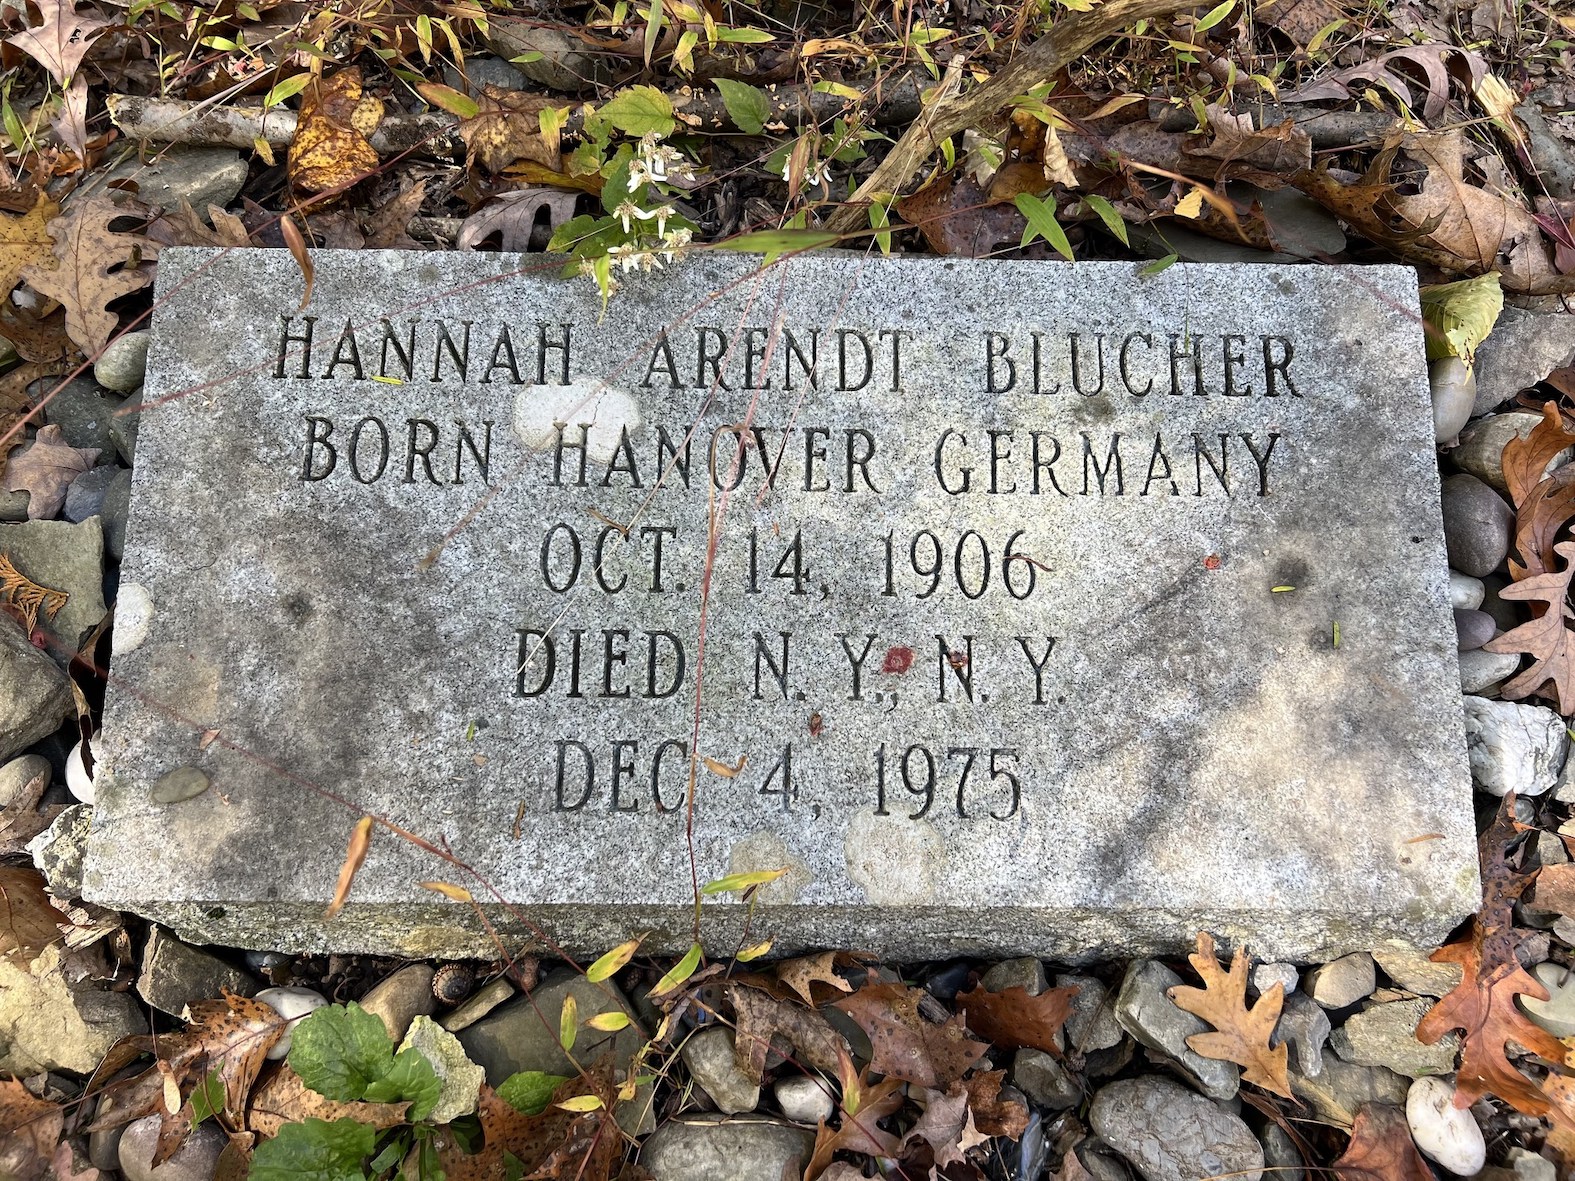 HANNAH ARENDT BLUCHER
BORN HANOVER GERMANY
OCT. 14, 1906
DIED N. Y., N. Y.
DEC 4, 1975